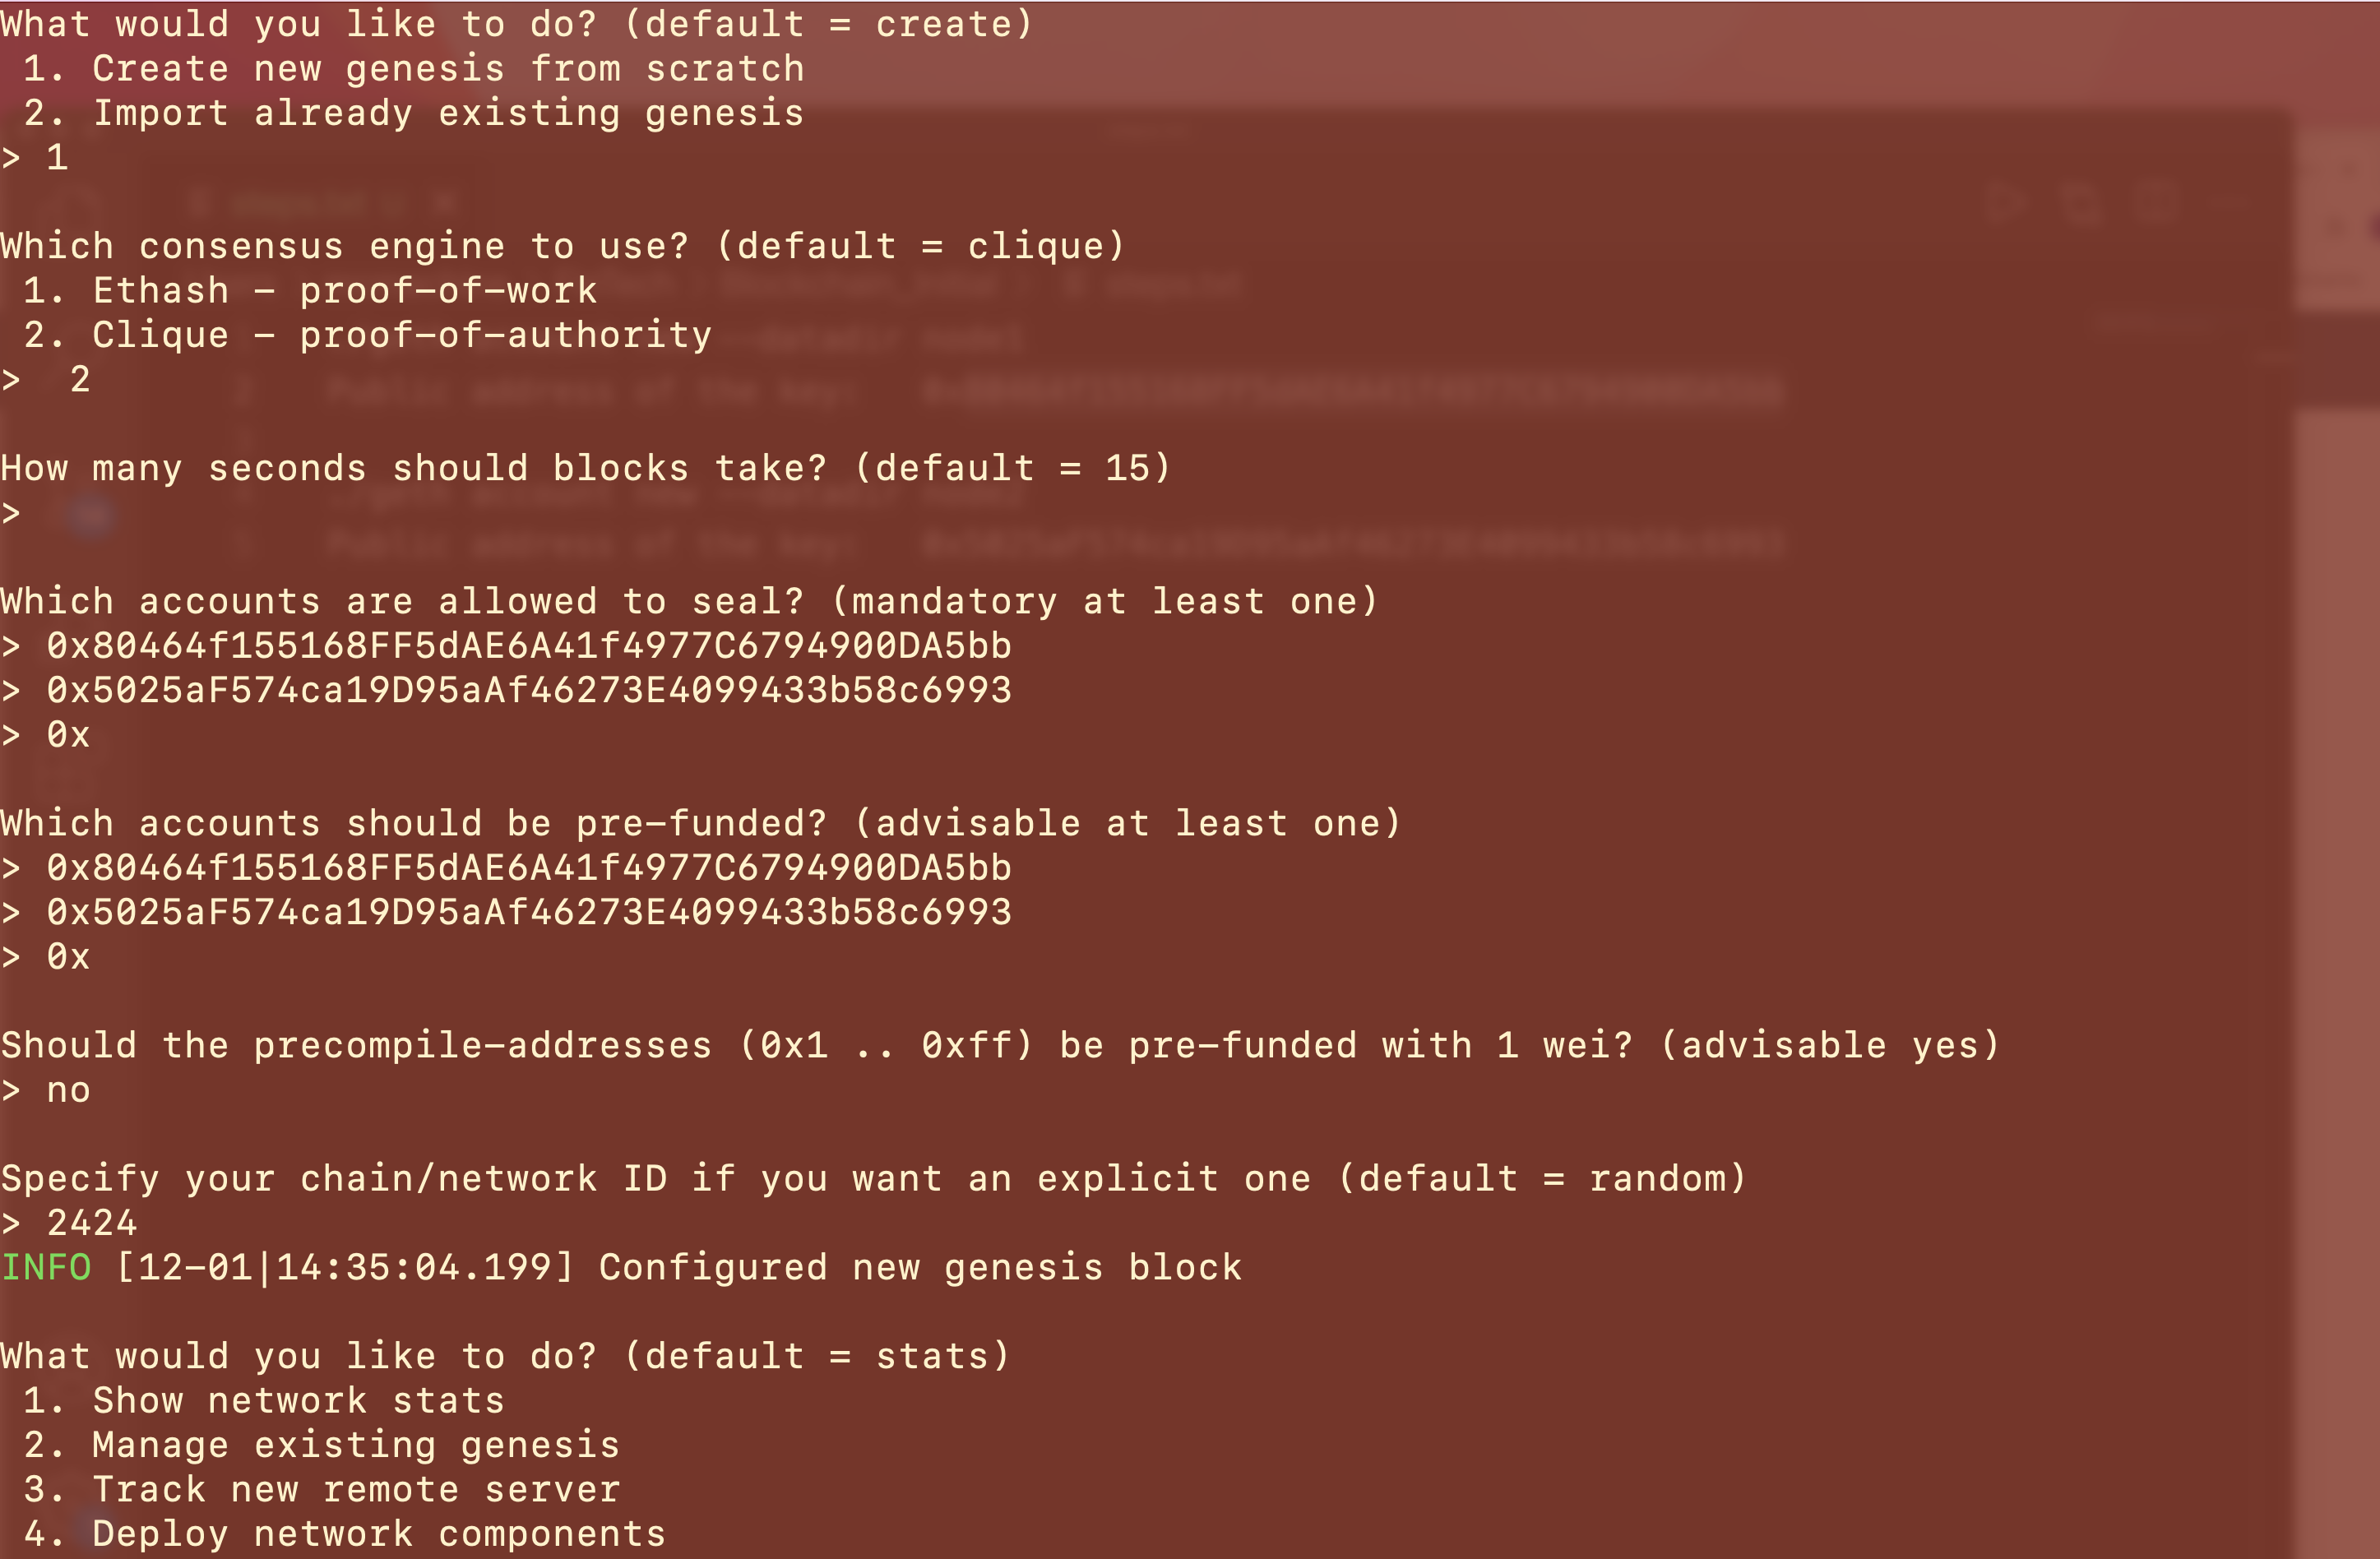 What would you like to do? (default = create)
 1. Create new genesis from scratch
 2. Import already existing genesis
> 1

Which consensus engine to use? (default = clique)
 1. Ethash - proof-of-work
 2. Clique - proof-of-authority
>  2

How many seconds should blocks take? (default = 15)
>

Which accounts are allowed to seal? (mandatory at least one)
> 0x80464f155168FF5dAE6A41f4977C6794900DA5bb
> 0x5025aF574ca19D95aAf46273E4099433b58c6993
> 0x

Which accounts should be pre-funded? (advisable at least one)
> 0x80464f155168FF5dAE6A41f4977C6794900DA5bb
> 0x5025aF574ca19D95aAf46273E4099433b58c6993
> 0x

Should the precompile-addresses (0x1 .. 0xff) be pre-funded with 1 wei? (advisable yes)
> no

Specify your chain/network ID if you want an explicit one (default = random)
> 2424
INFO [12-01|14:35:04.199] Configured new genesis block

What would you like to do? (default = stats)
 1. Show network stats
 2. Manage existing genesis
 3. Track new remote server
 4. Deploy network components